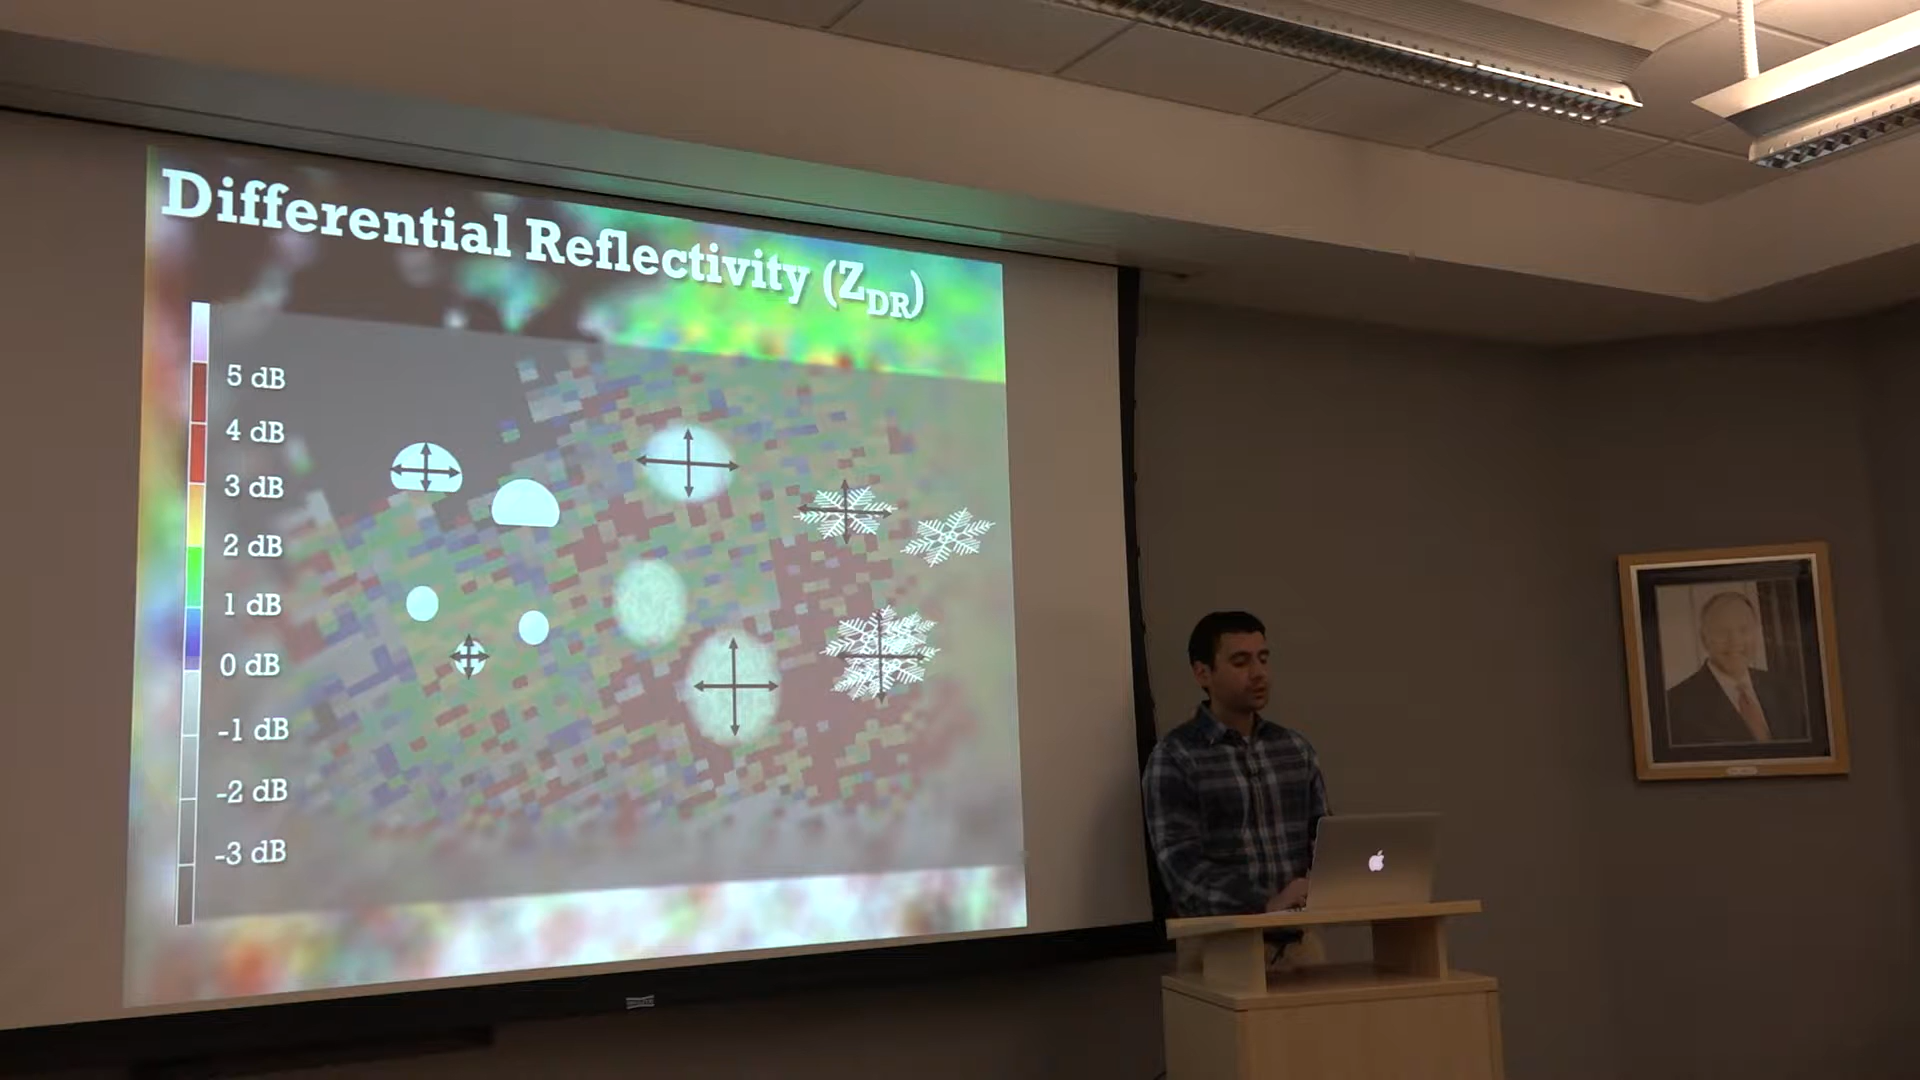 Differential Reflectivity (Z_DR)
5 dB
4 dB
3 dB
2 dB
1 dB
0 dB
-1 dB
-2 dB
-3 dB